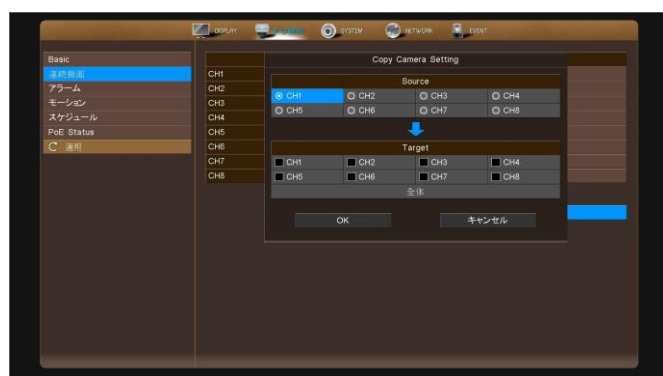 DISPLAY SYSTEM NETWORK EVENT
Basic
連続録画
アラーム
モーション
スケジュール
PoE Status
適用
CH1
CH2
CH3
CH4
CH5
CH6
CH7
CH8
Copy Camera Setting
Source
CH1 CH2 CH3 CH4
CH5 CH6 CH7 CH8
Target
CH1 CH2 CH3 CH4
CH5 CH6 CH7 CH8
全体
OK キャンセル